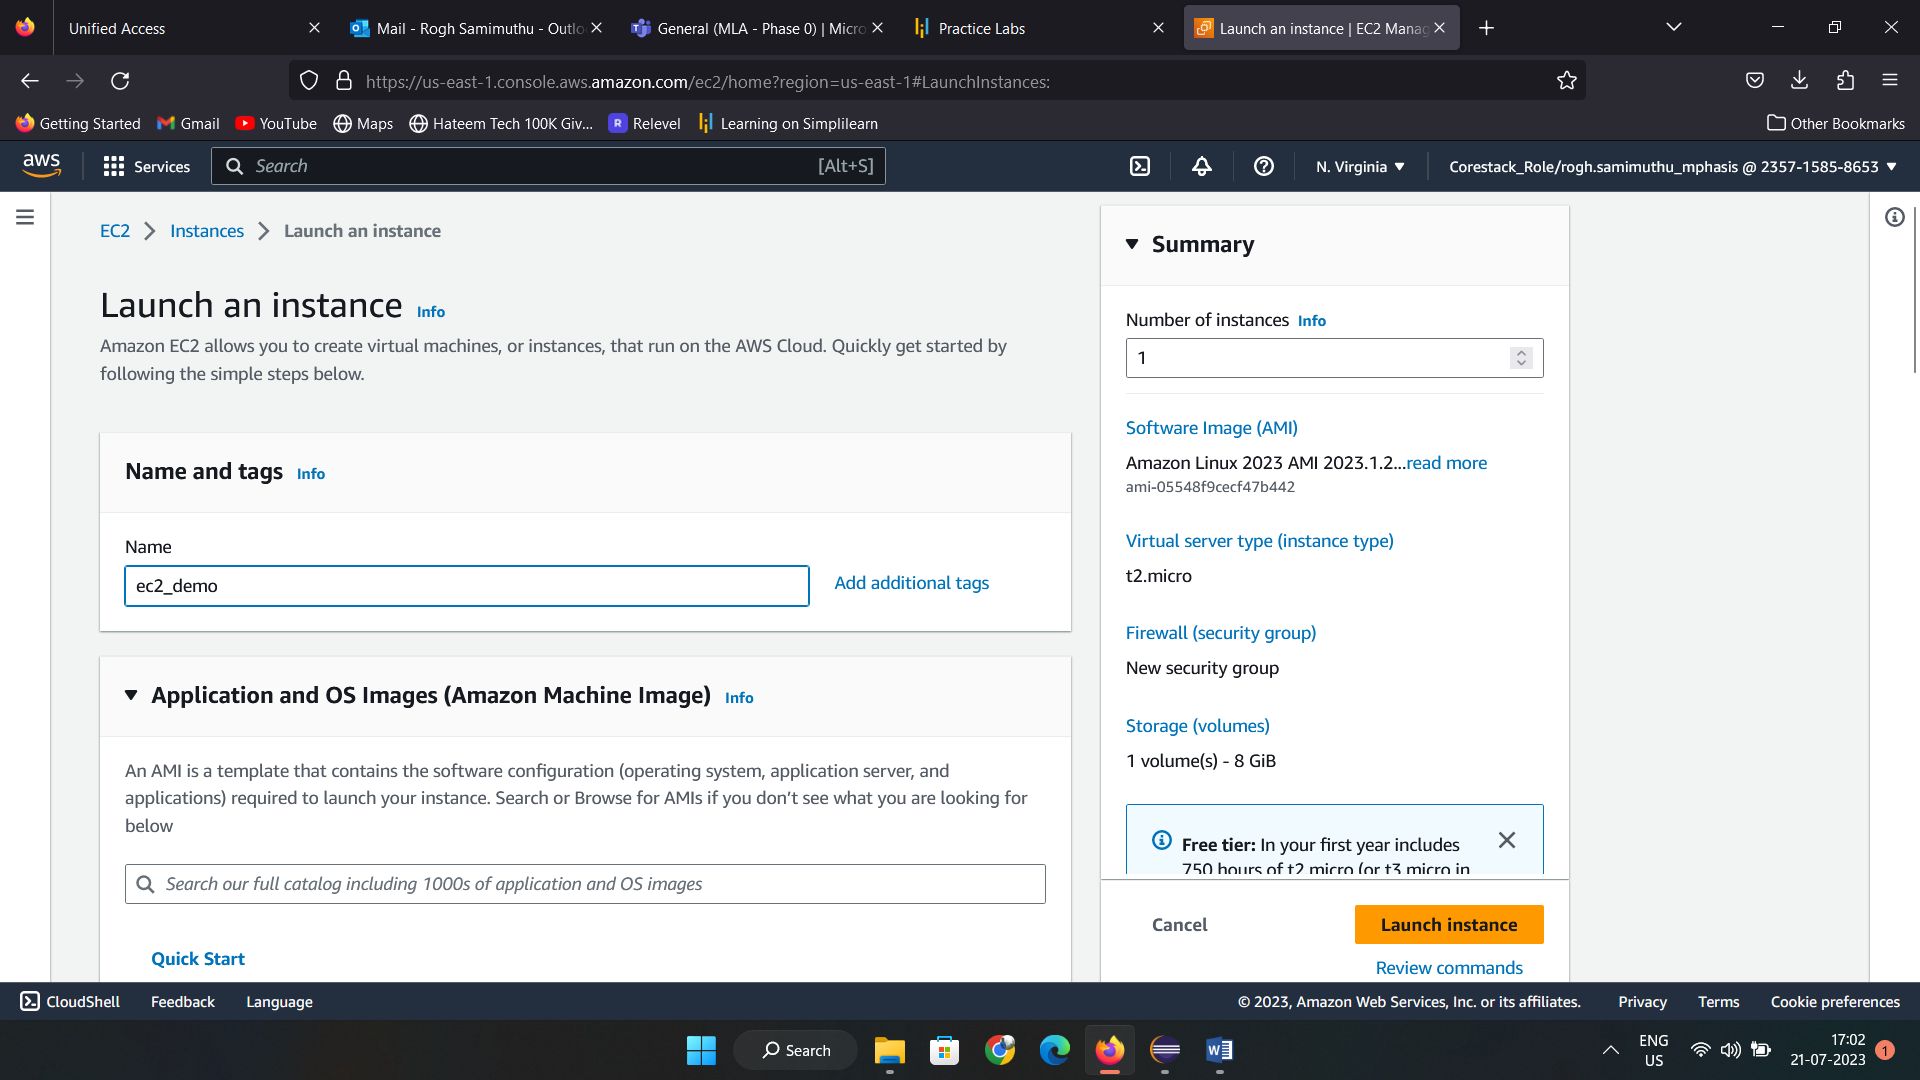 Unified Access
Mail - Rogh Samimuthu - Outlo
General (MLA - Phase 0) | Micro
Practice Labs
Launch an instance | EC2 Manag
https://us-east-1.console.aws.amazon.com/ec2/home?region=us-east-1#LaunchInstances:
Getting Started
Gmail
YouTube
Maps
Hateem Tech 100K Giv...
R
Relevel
Learning on Simplilearn
Other Bookmarks
aws
Services
Search
[Alt+S]
N. Virginia
Corestack_Role/rogh.samimuthu_mphasis @ 2357-1585-8653
EC2
Instances
Launch an instance
Launch an instance Info
Amazon EC2 allows you to create virtual machines, or instances, that run on the AWS Cloud. Quickly get started by
following the simple steps below.
Name and tags Info
Name
ec2_demo
Add additional tags
Application and OS Images (Amazon Machine Image) Info
An AMI is a template that contains the software configuration (operating system, application server, and
applications) required to launch your instance. Search or Browse for AMIs if you don’t see what you are looking for
below
Search our full catalog including 1000s of application and OS images
Quick Start
Summary
Number of instances Info
1
Software Image (AMI)
Amazon Linux 2023 AMI 2023.1.2...read more
ami-05548f9cecf47b442
Virtual server type (instance type)
t2.micro
Firewall (security group)
New security group
Storage (volumes)
1 volume(s) - 8 GiB
Free tier: In your first year includes
750 hours of t2.micro (or t3.micro in
Cancel
Launch instance
Review commands
CloudShell
Feedback
Language
© 2023, Amazon Web Services, Inc. or its affiliates.
Privacy
Terms
Cookie preferences
Search
W
ENG
US
17:02
21-07-2023
1